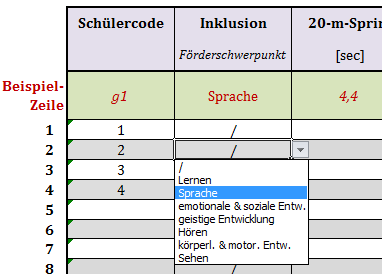 Schülercode Inklusion 20-m-Sprin
Förderschwerpunkt [sec]
Beispiel-
Zeile g1 Sprache 4,4
1 1 /
2 2 /
3 3 /
4 4 Lernen
5 Sprache
6 emotionale & soziale Entw.
7 geistige Entwicklung
8 Hören
körperl. & motor. Entw.
Sehen
/